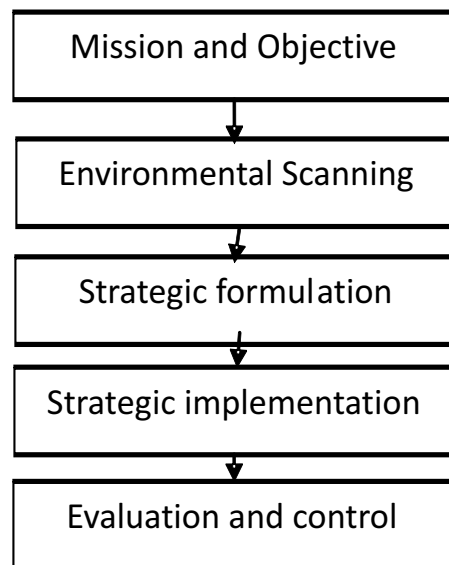 Mission and Objective
Environmental Scanning
Strategic formulation
Strategic implementation
Evaluation and control